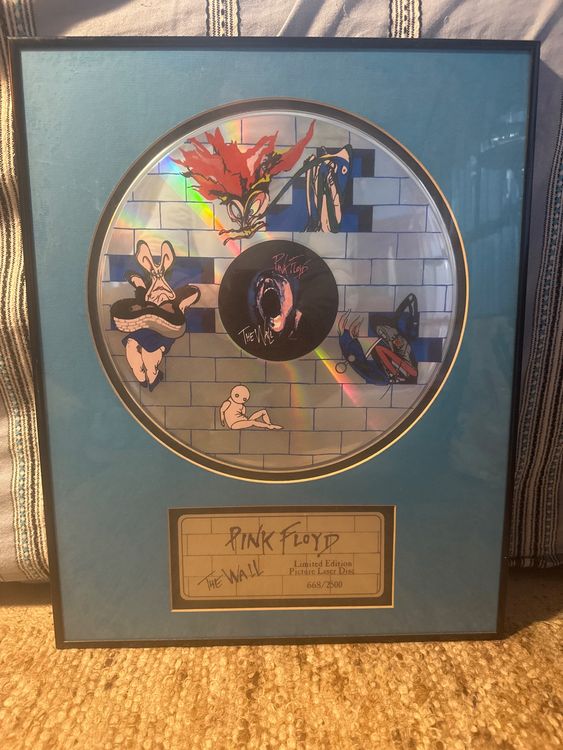 PINK FLOYD
THE WALL
PINK FLOYD
THE WALL
Limited Edition
Picture Laser Disc
668/2500